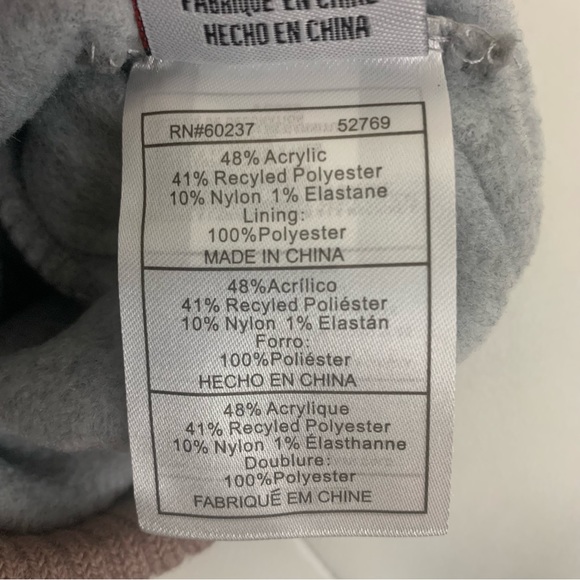 FABRIQUÉ EN CHINE
HECHO EN CHINA
RN#60237 52769
48% Acrylic
41% Recyled Polyester
10% Nylon 1% Elastane
Lining:
100%Polyester
MADE IN CHINA
48%Acrílico
41% Recyled Poliéster
10% Nylon 1% Elastán
Forro:
100%Poliéster
HECHO EN CHINA
48% Acrylique
41% Recyled Polyester
10% Nylon 1% Élasthanne
Doublure:
100%Polyester
FABRIQUÉ EM CHINE